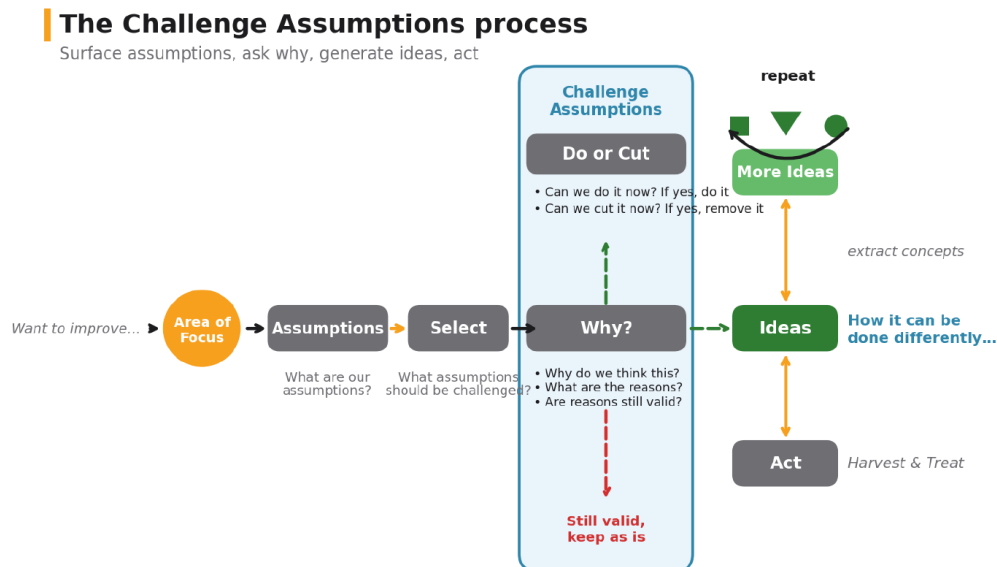 The Challenge Assumptions process
Surface assumptions, ask why, generate ideas, act
Challenge
Assumptions
Do or Cut
• Can we do it now? If yes, do it
• Can we cut it now? If yes, remove it
repeat
More Ideas
extract concepts
Want to improve...
Area of
Focus
Assumptions
Select
Why?
Ideas
How it can be
done differently...
What are our
assumptions?
What assumptions
should be challenged?
• Why do we think this?
• What are the reasons?
• Are reasons still valid?
Act
Harvest & Treat
Still valid,
keep as is